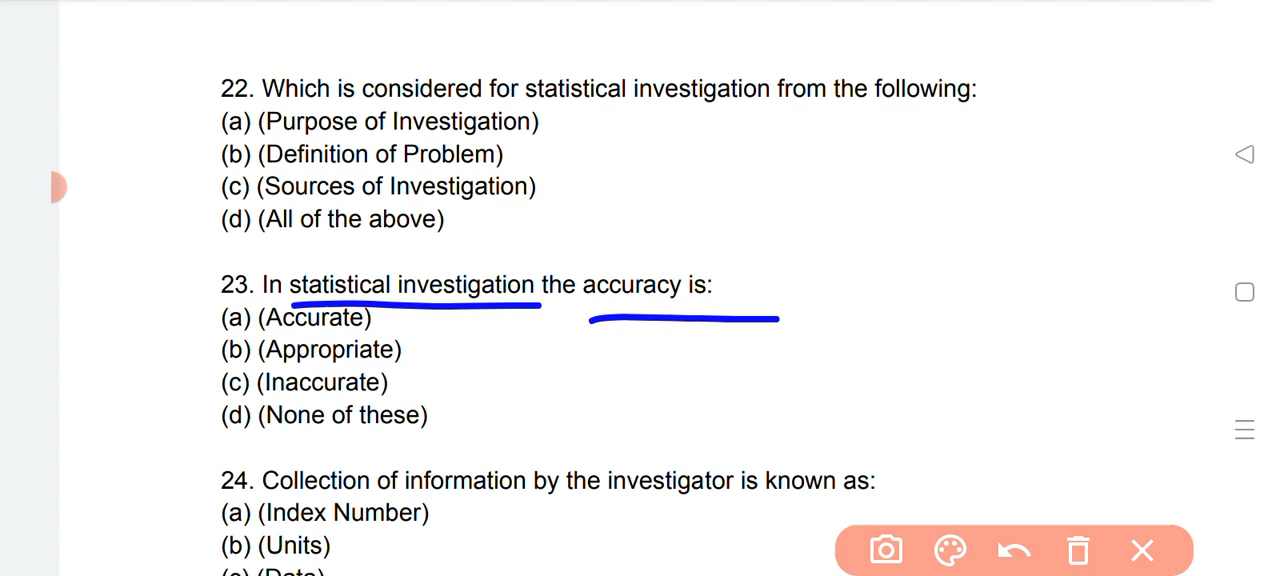 22. Which is considered for statistical investigation from the following:
(a) (Purpose of Investigation)
(b) (Definition of Problem)
(c) (Sources of Investigation)
(d) (All of the above)
23. In statistical investigation the accuracy is:
(a) (Accurate)
(b) (Appropriate)
(c) (Inaccurate)
(d) (None of these)
24. Collection of information by the investigator is known as:
(a) (Index Number)
(b) (Units)
(c) (Data)